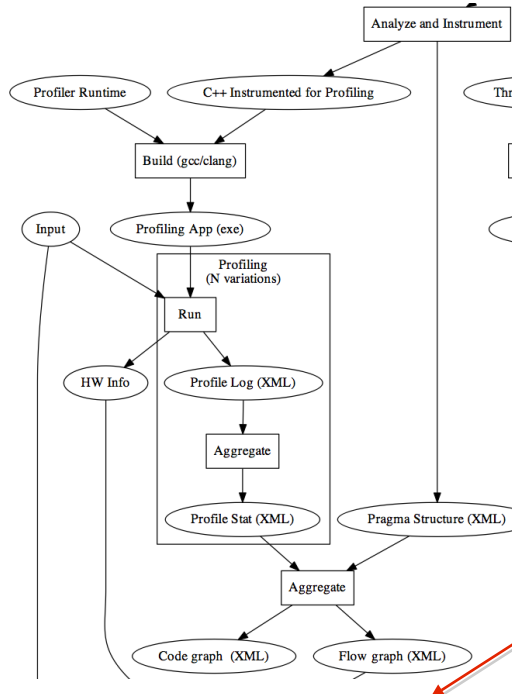 Analyze and Instrument
Profiler Runtime
C++ Instrumented for Profiling
Build (gcc/clang)
Input
Profiling App (exe)
Profiling
(N variations)
Run
HW Info
Profile Log (XML)
Aggregate
Profile Stat (XML)
Pragma Structure (XML)
Aggregate
Code graph (XML)
Flow graph (XML)